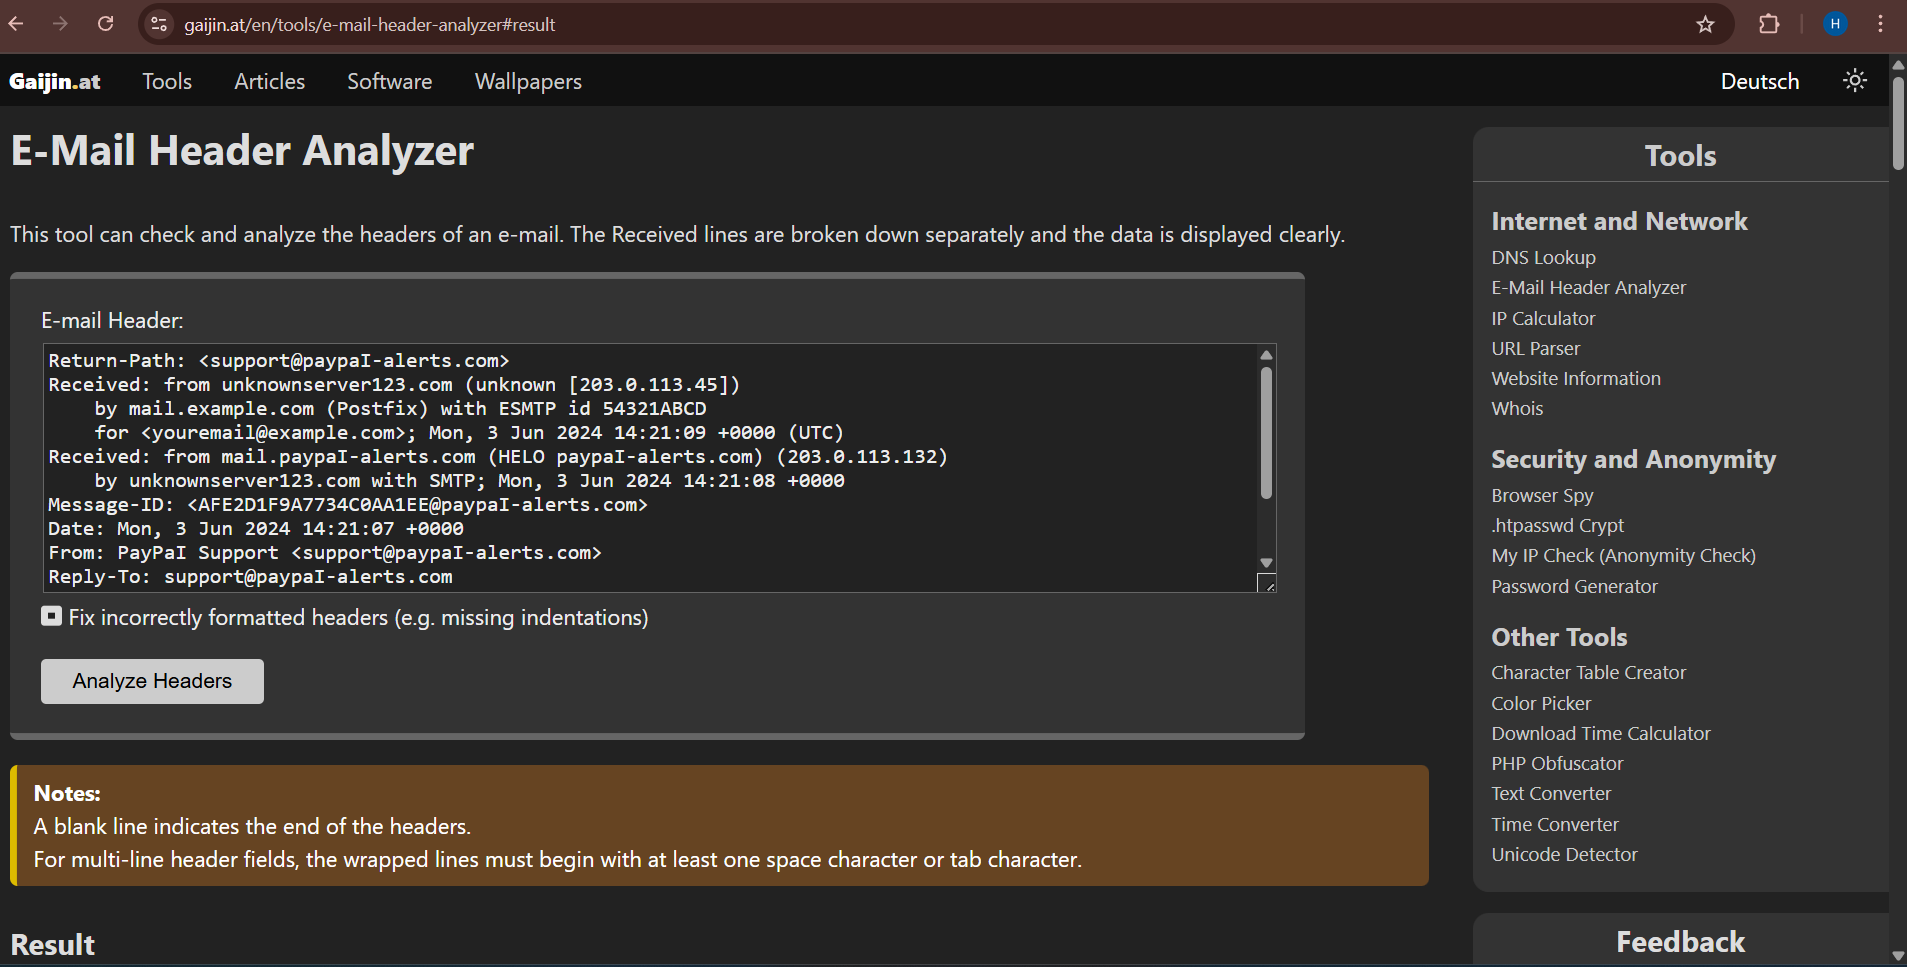 gaijin.at/en/tools/e-mail-header-analyzer#result
H
Gaijin.at Tools Articles Software Wallpapers Deutsch
E-Mail Header Analyzer
This tool can check and analyze the headers of an e-mail. The Received lines are broken down separately and the data is displayed clearly.
E-mail Header:
Return-Path: <support@paypaI-alerts.com>
Received: from unknownserver123.com (unknown [203.0.113.45])
by mail.example.com (Postfix) with ESMTP id 54321ABCD
for <youremail@example.com>; Mon, 3 Jun 2024 14:21:09 +0000 (UTC)
Received: from mail.paypaI-alerts.com (HELO paypaI-alerts.com) (203.0.113.132)
by unknownserver123.com with SMTP; Mon, 3 Jun 2024 14:21:08 +0000
Message-ID: <AFE2D1F9A7734C0AA1EE@paypaI-alerts.com>
Date: Mon, 3 Jun 2024 14:21:07 +0000
From: PayPaI Support <support@paypaI-alerts.com>
Reply-To: support@paypaI-alerts.com
Fix incorrectly formatted headers (e.g. missing indentations)
Analyze Headers
Notes:
A blank line indicates the end of the headers.
For multi-line header fields, the wrapped lines must begin with at least one space character or tab character.
Result
Tools
Internet and Network
DNS Lookup
E-Mail Header Analyzer
IP Calculator
URL Parser
Website Information
Whois
Security and Anonymity
Browser Spy
.htpasswd Crypt
My IP Check (Anonymity Check)
Password Generator
Other Tools
Character Table Creator
Color Picker
Download Time Calculator
PHP Obfuscator
Text Converter
Time Converter
Unicode Detector
Feedback